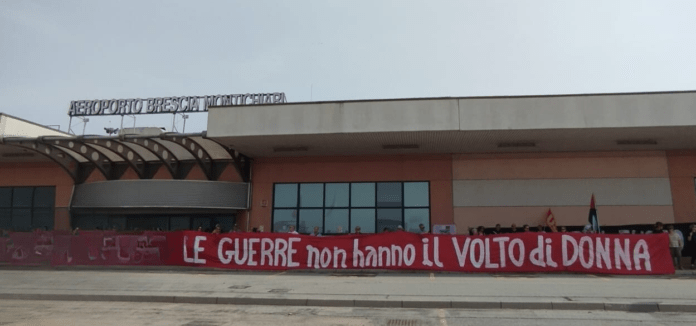 AEROPORTO BRESCIA MONTICHIARI
LE GUERRE non hanno il VOLTO di DONNA